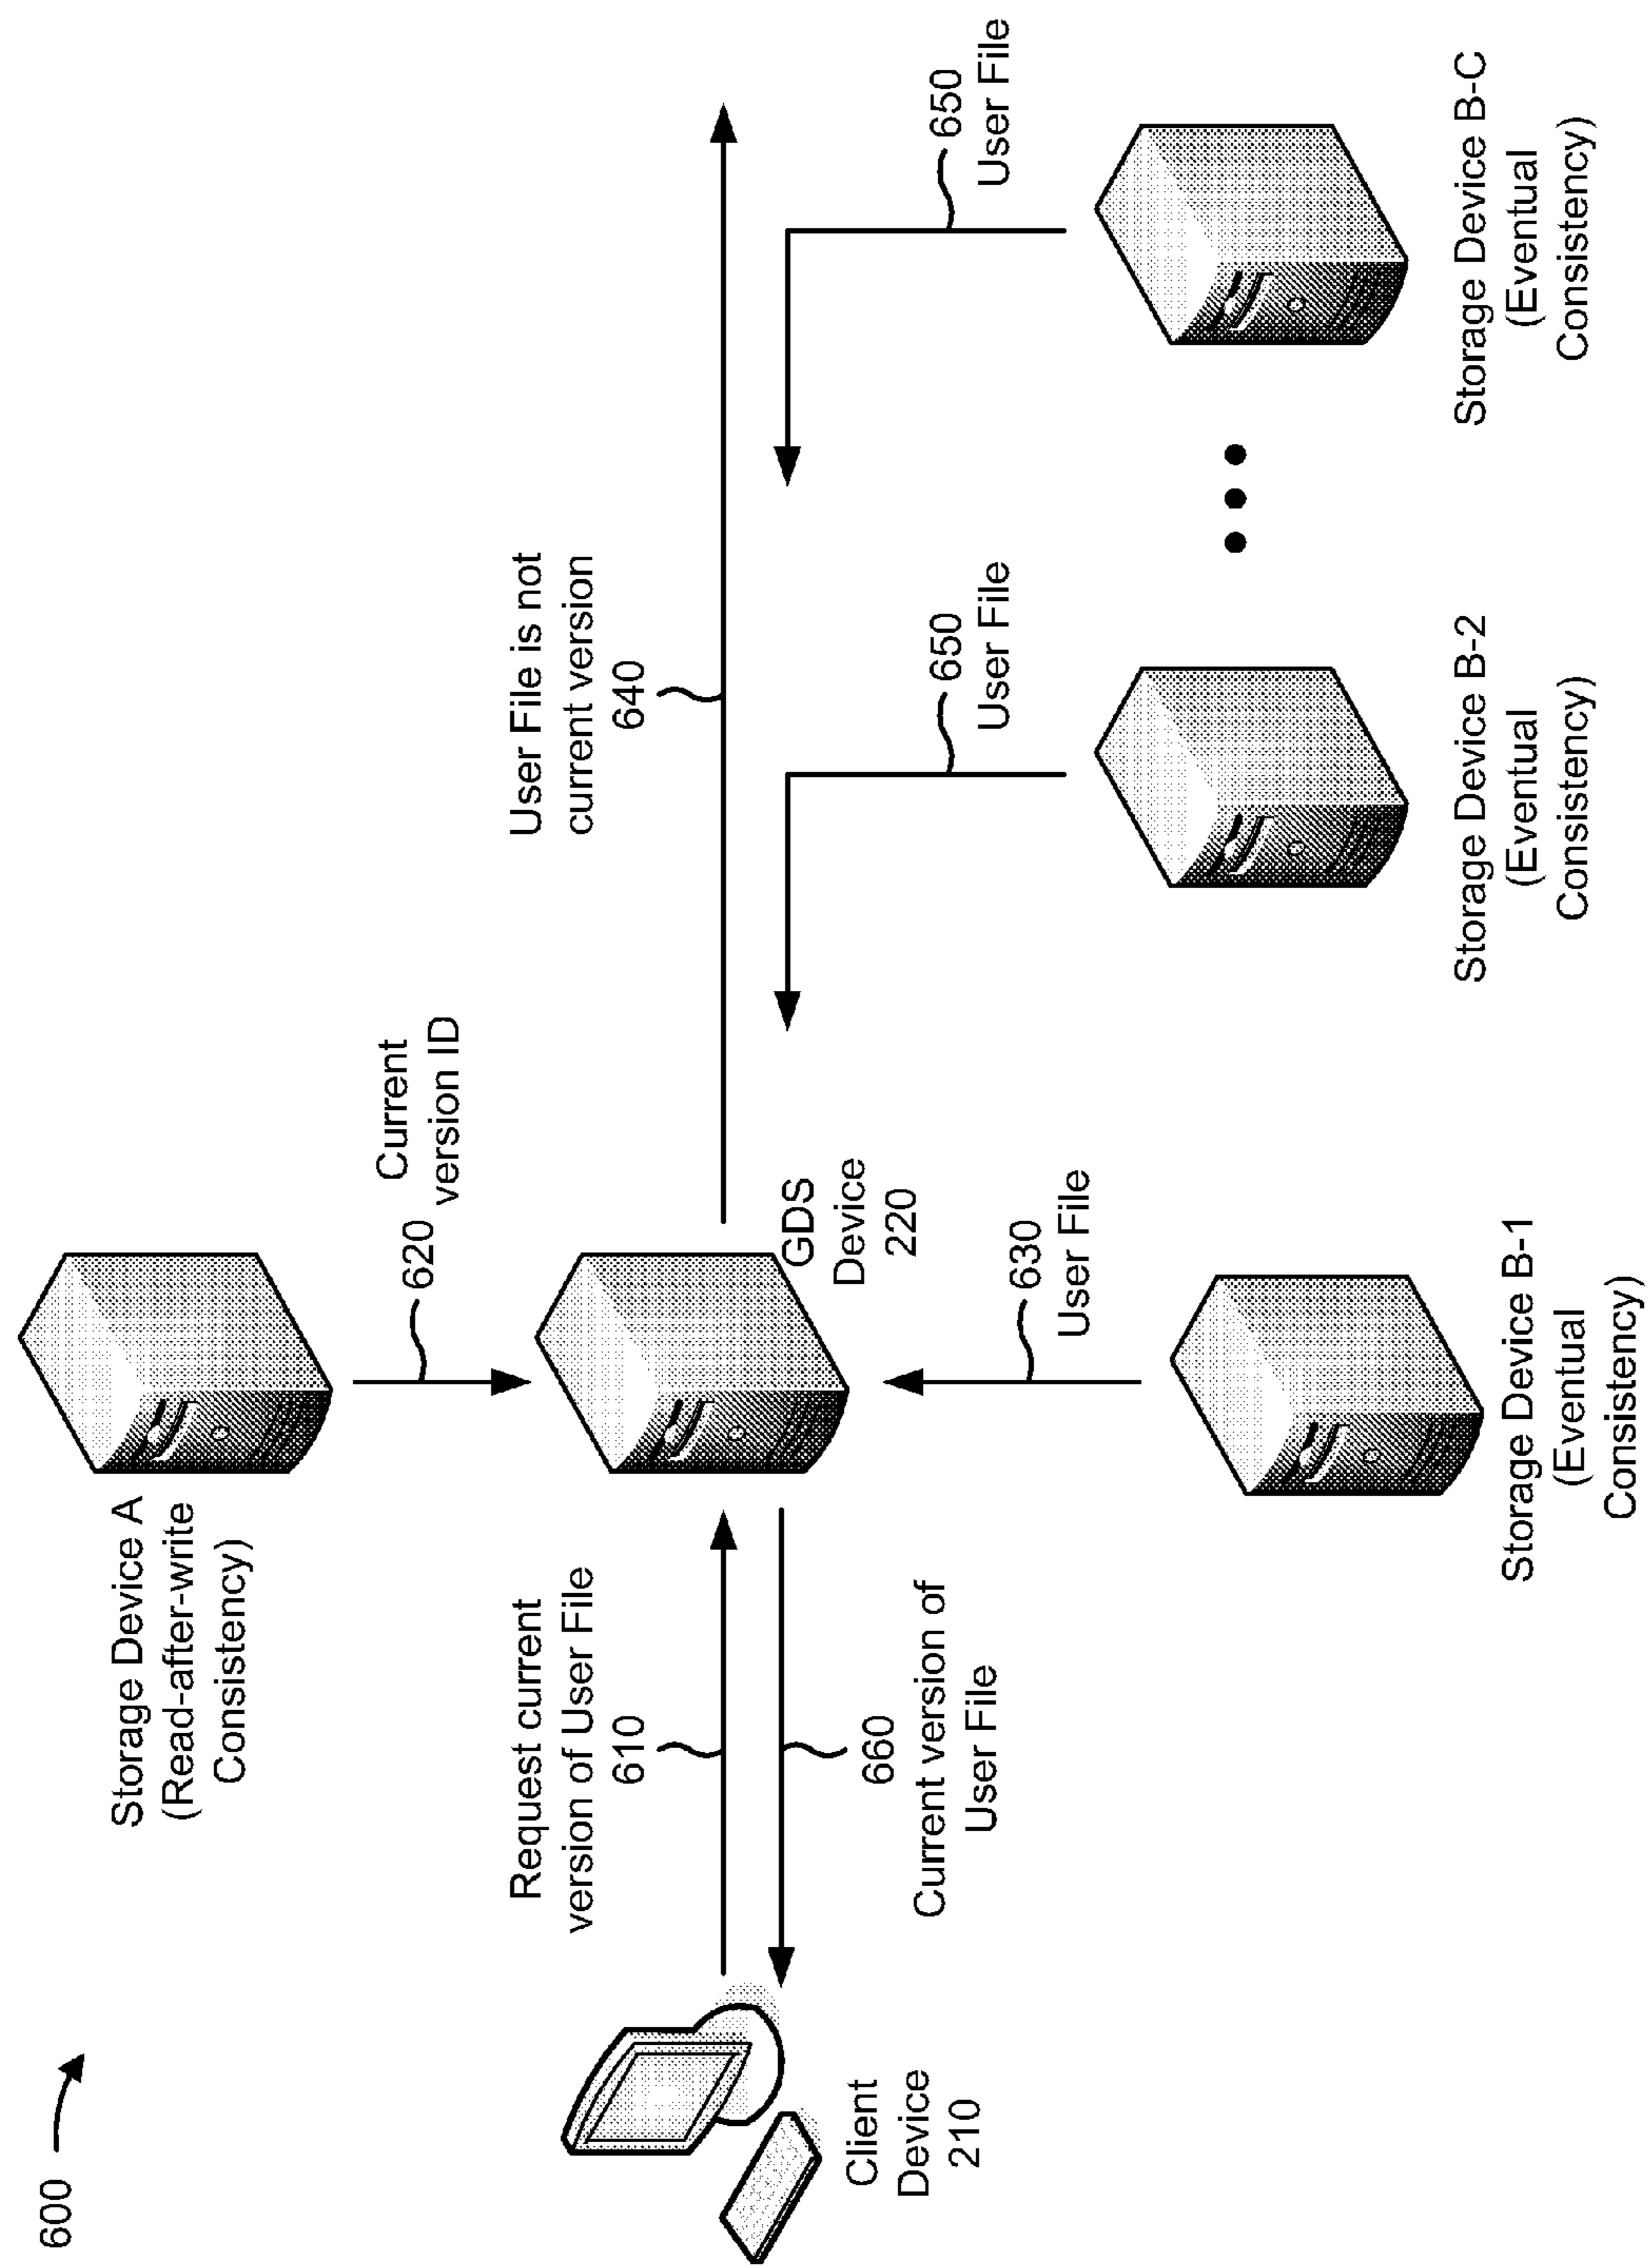 600
Storage Device A
(Read-after-write
Consistency)
620
Current
version ID
Request current
version of User File
610
User File is not
current version
640
Client
Device
210
660
Current version of
User File
GDS
Device
220
630
User File
650
User File
650
User File
Storage Device B-1
(Eventual
Consistency)
Storage Device B-2
(Eventual
Consistency)
Storage Device B-C
(Eventual
Consistency)